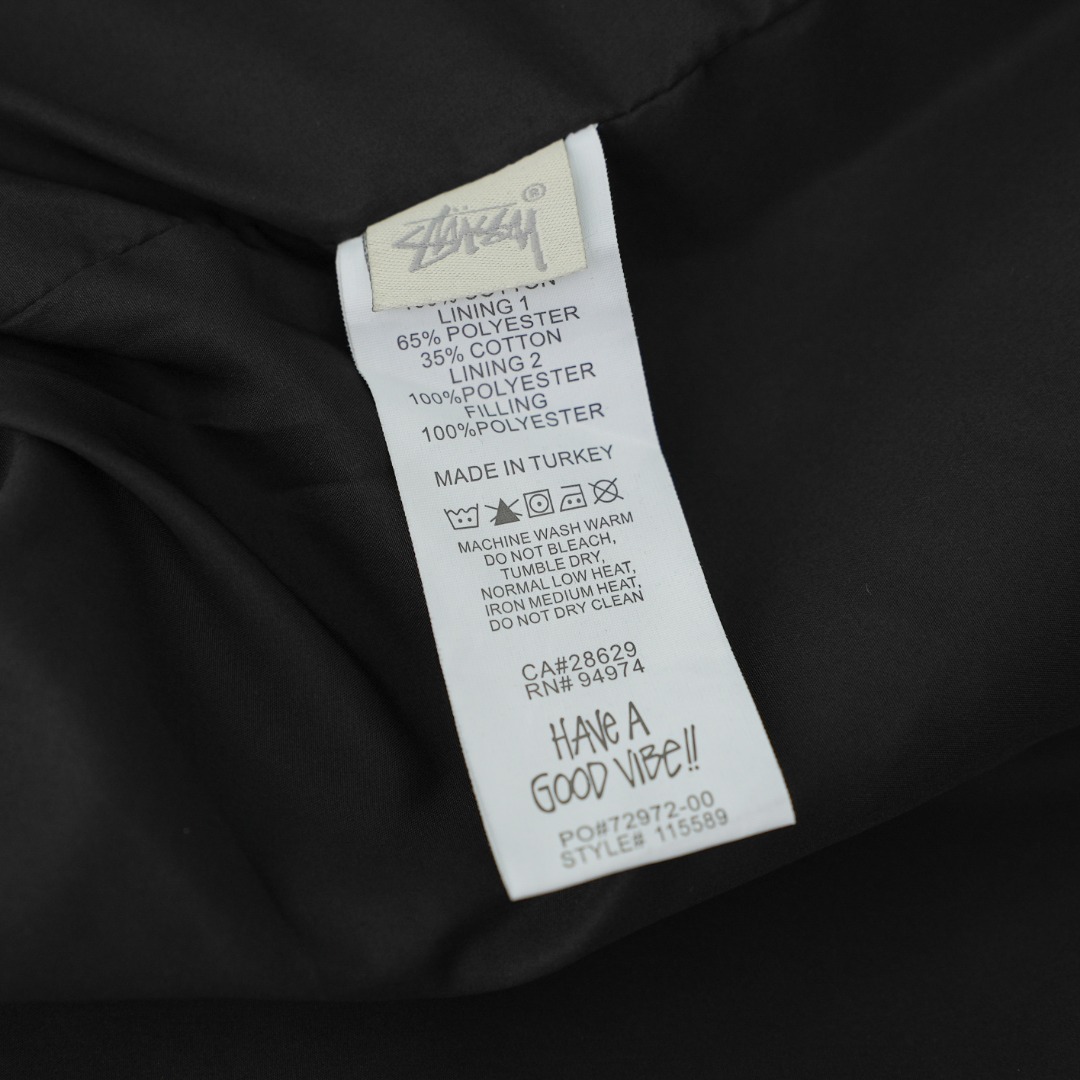 STÜSSY®
100% COTTON
LINING 1
65% POLYESTER
35% COTTON
LINING 2
100%POLYESTER
FILLING
100%POLYESTER
MADE IN TURKEY
MACHINE WASH WARM
DO NOT BLEACH,
TUMBLE DRY,
NORMAL LOW HEAT,
IRON MEDIUM HEAT,
DO NOT DRY CLEAN
CA#28629
RN# 94974
HAVE A
GOOD VIBE!!
PO#72972-00
STYLE# 115589